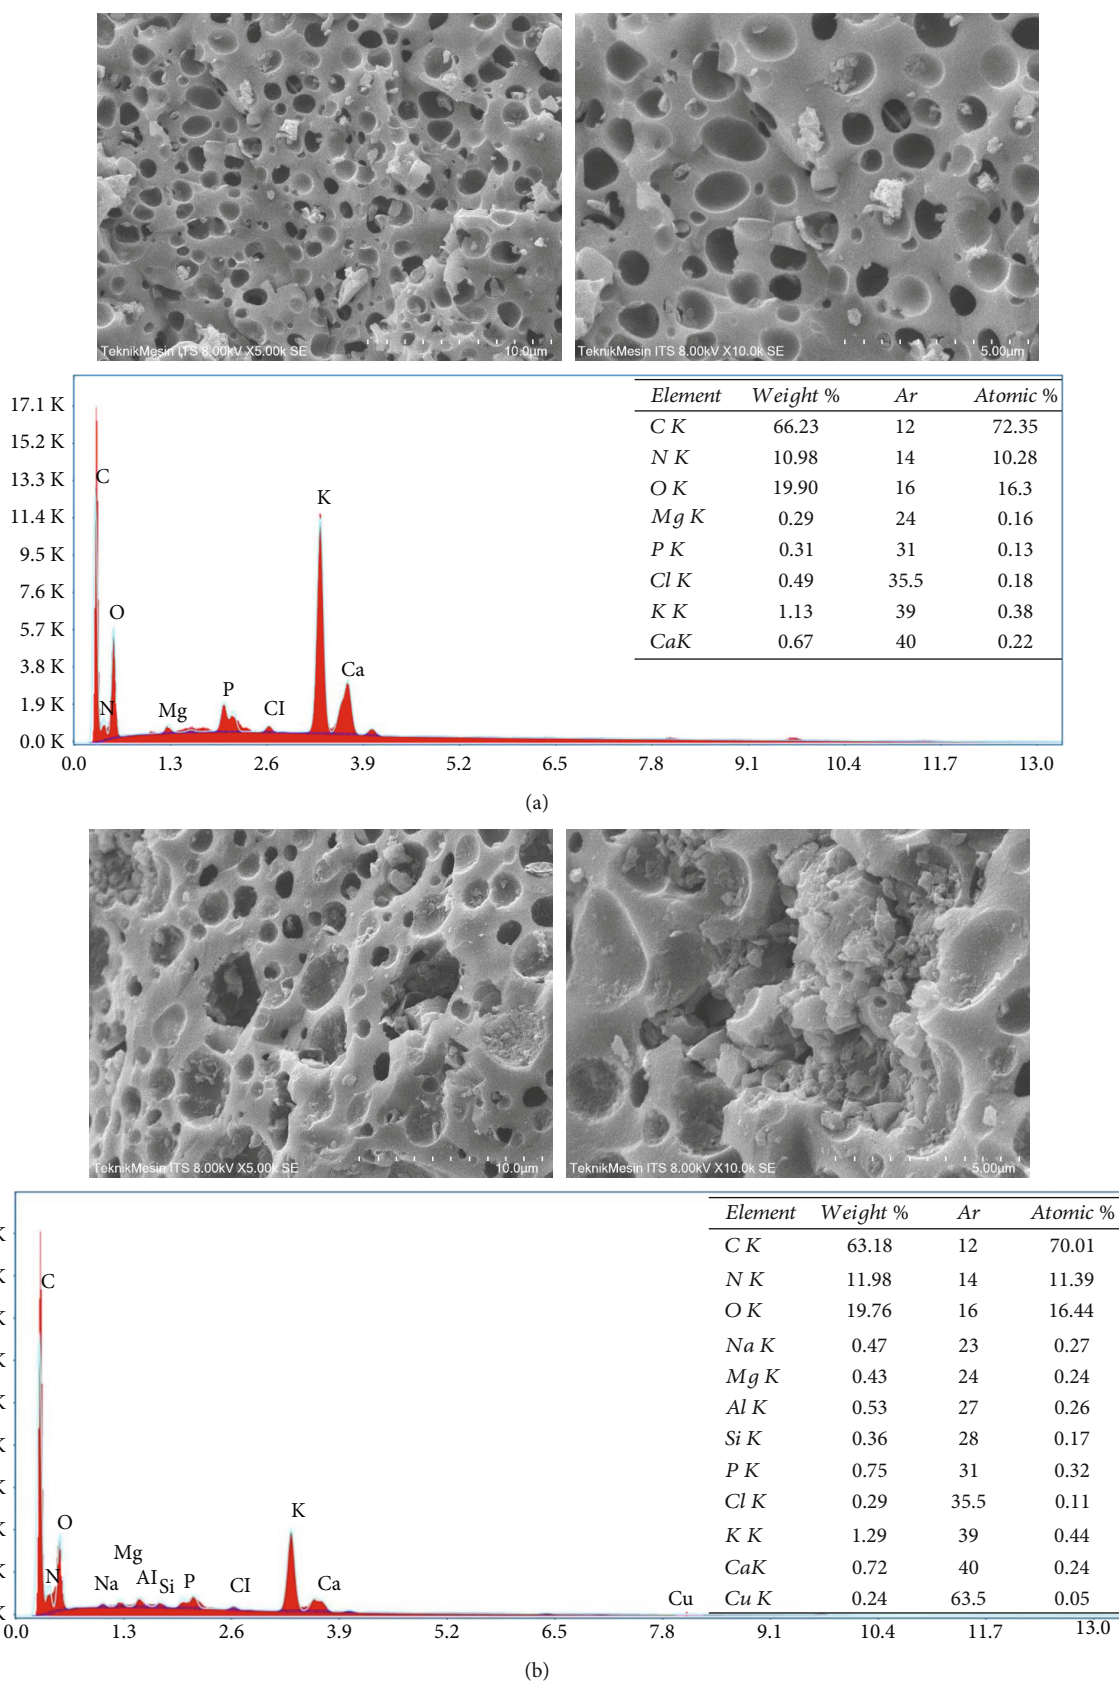 TeknikMesin ITS 8.00kV X5.00k SE 10.0µm
TeknikMesin ITS 8.00kV X10.0k SE 5.00µm
Element Weight % Ar Atomic %
C K 66.23 12 72.35
N K 10.98 14 10.28
O K 19.90 16 16.3
Mg K 0.29 24 0.16
P K 0.31 31 0.13
Cl K 0.49 35.5 0.18
K K 1.13 39 0.38
CaK 0.67 40 0.22
17.1 K
15.2 K
13.3 K
11.4 K
9.5 K
7.6 K
5.7 K
3.8 K
1.9 K
0.0 K
C
N
O
Mg
P
CI
K
Ca
0.0 1.3 2.6 3.9 5.2 6.5 7.8 9.1 10.4 11.7 13.0
(a)
TeknikMesin ITS 8.00kV X5.00k SE 10.0µm
TeknikMesin ITS 8.00kV X10.0k SE 5.00µm
Element Weight % Ar Atomic %
C K 63.18 12 70.01
N K 11.98 14 11.39
O K 19.76 16 16.44
Na K 0.47 23 0.27
Mg K 0.43 24 0.24
Al K 0.53 27 0.26
Si K 0.36 28 0.17
P K 0.75 31 0.32
Cl K 0.29 35.5 0.11
K K 1.29 39 0.44
CaK 0.72 40 0.24
Cu K 0.24 63.5 0.05
C
N
O
Na
Mg
AI
Si
P
CI
K
Ca
Cu
0.0 1.3 2.6 3.9 5.2 6.5 7.8 9.1 10.4 11.7 13.0
(b)